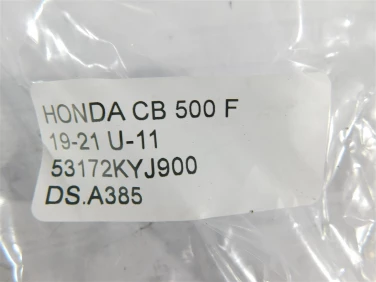 HONDA CB 500 F
19-21 U-11
53172KYJ900
DS.A385